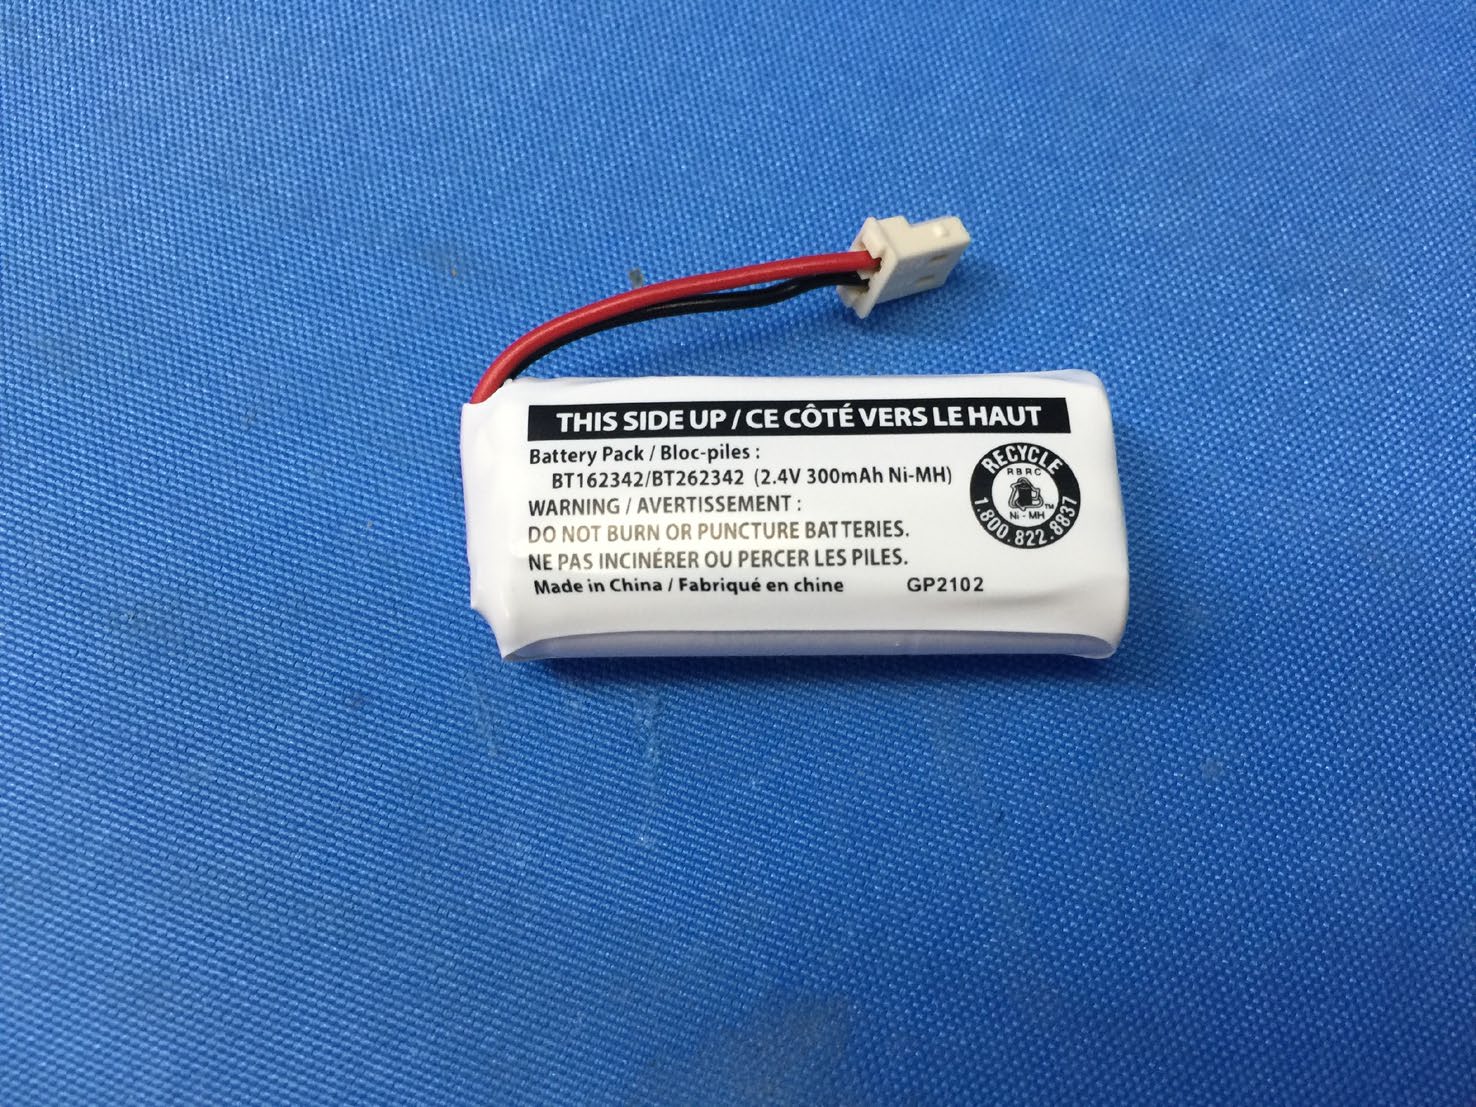 THIS SIDE UP / CE CÔTÉ VERS LE HAUT
Battery Pack / Bloc-piles :
BT162342/BT262342 (2.4V 300mAh Ni-MH)
WARNING / AVERTISSEMENT :
DO NOT BURN OR PUNCTURE BATTERIES.
NE PAS INCINÉRER OU PERCER LES PILES.
Made in China / Fabriqué en chine GP2102
RECYCLE
RBRC
TM
Ni - MH
1.800.822.8837